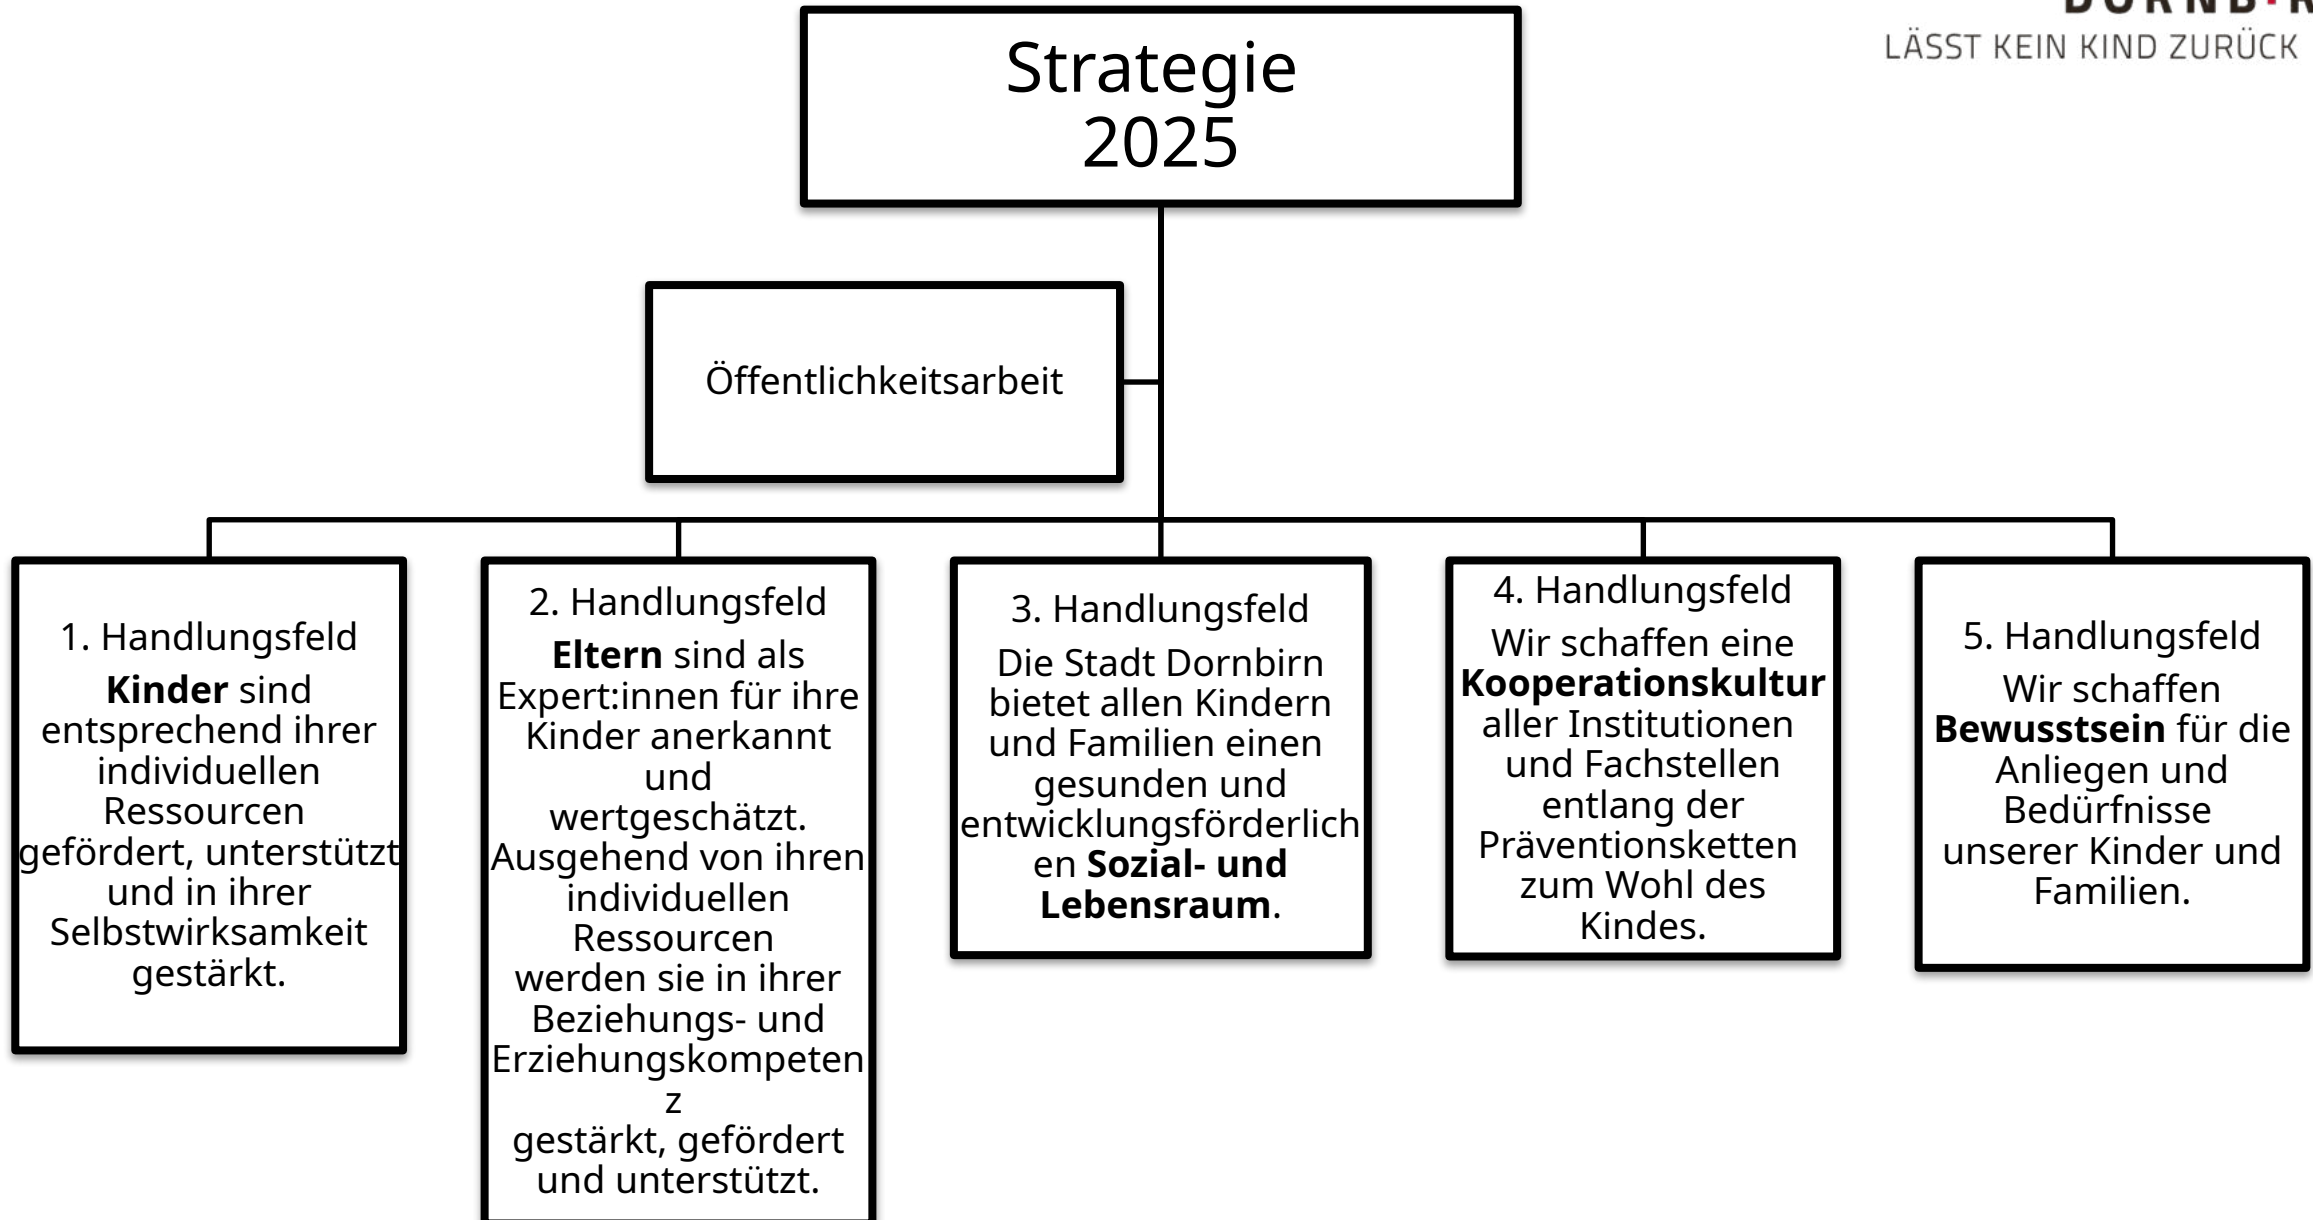 LÄSST KEIN KIND ZURÜCK
Strategie
2025
Öffentlichkeitsarbeit
1. Handlungsfeld
Kinder sind
entsprechend ihrer
individuellen
Ressourcen
gefördert, unterstützt
und in ihrer
Selbstwirksamkeit
gestärkt.
2. Handlungsfeld
Eltern sind als
Expert:innen für ihre
Kinder anerkannt
und
wertgeschätzt.
Ausgehend von ihren
individuellen
Ressourcen
werden sie in ihrer
Beziehungs- und
Erziehungskompeten
z
gestärkt, gefördert
und unterstützt.
3. Handlungsfeld
Die Stadt Dornbirn
bietet allen Kindern
und Familien einen
gesunden und
entwicklungsförderlich
en Sozial- und
Lebensraum.
4. Handlungsfeld
Wir schaffen eine
Kooperationskultur
aller Institutionen
und Fachstellen
entlang der
Präventionsketten
zum Wohl des
Kindes.
5. Handlungsfeld
Wir schaffen
Bewusstsein für die
Anliegen und
Bedürfnisse
unserer Kinder und
Familien.